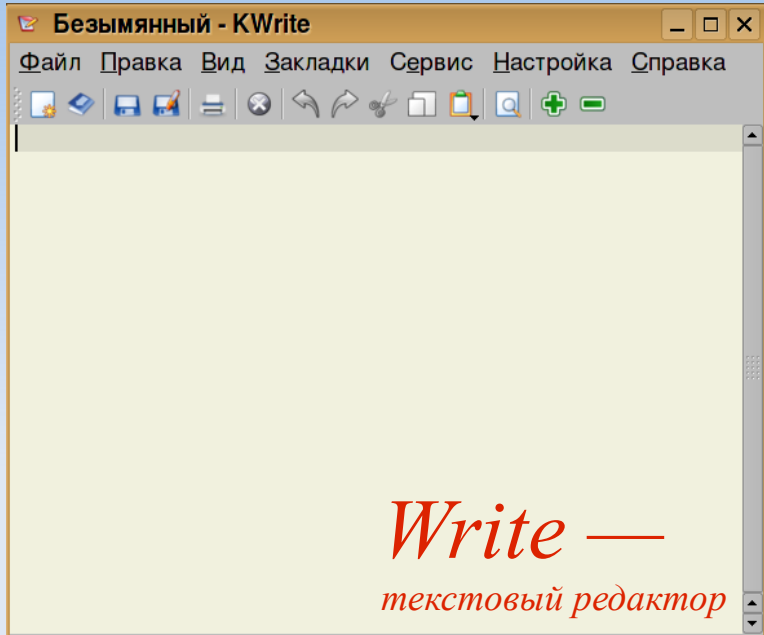 Безымянный - KWrite
Файл Правка Вид Закладки Сервис Настройка Справка
Write —
текстовый редактор